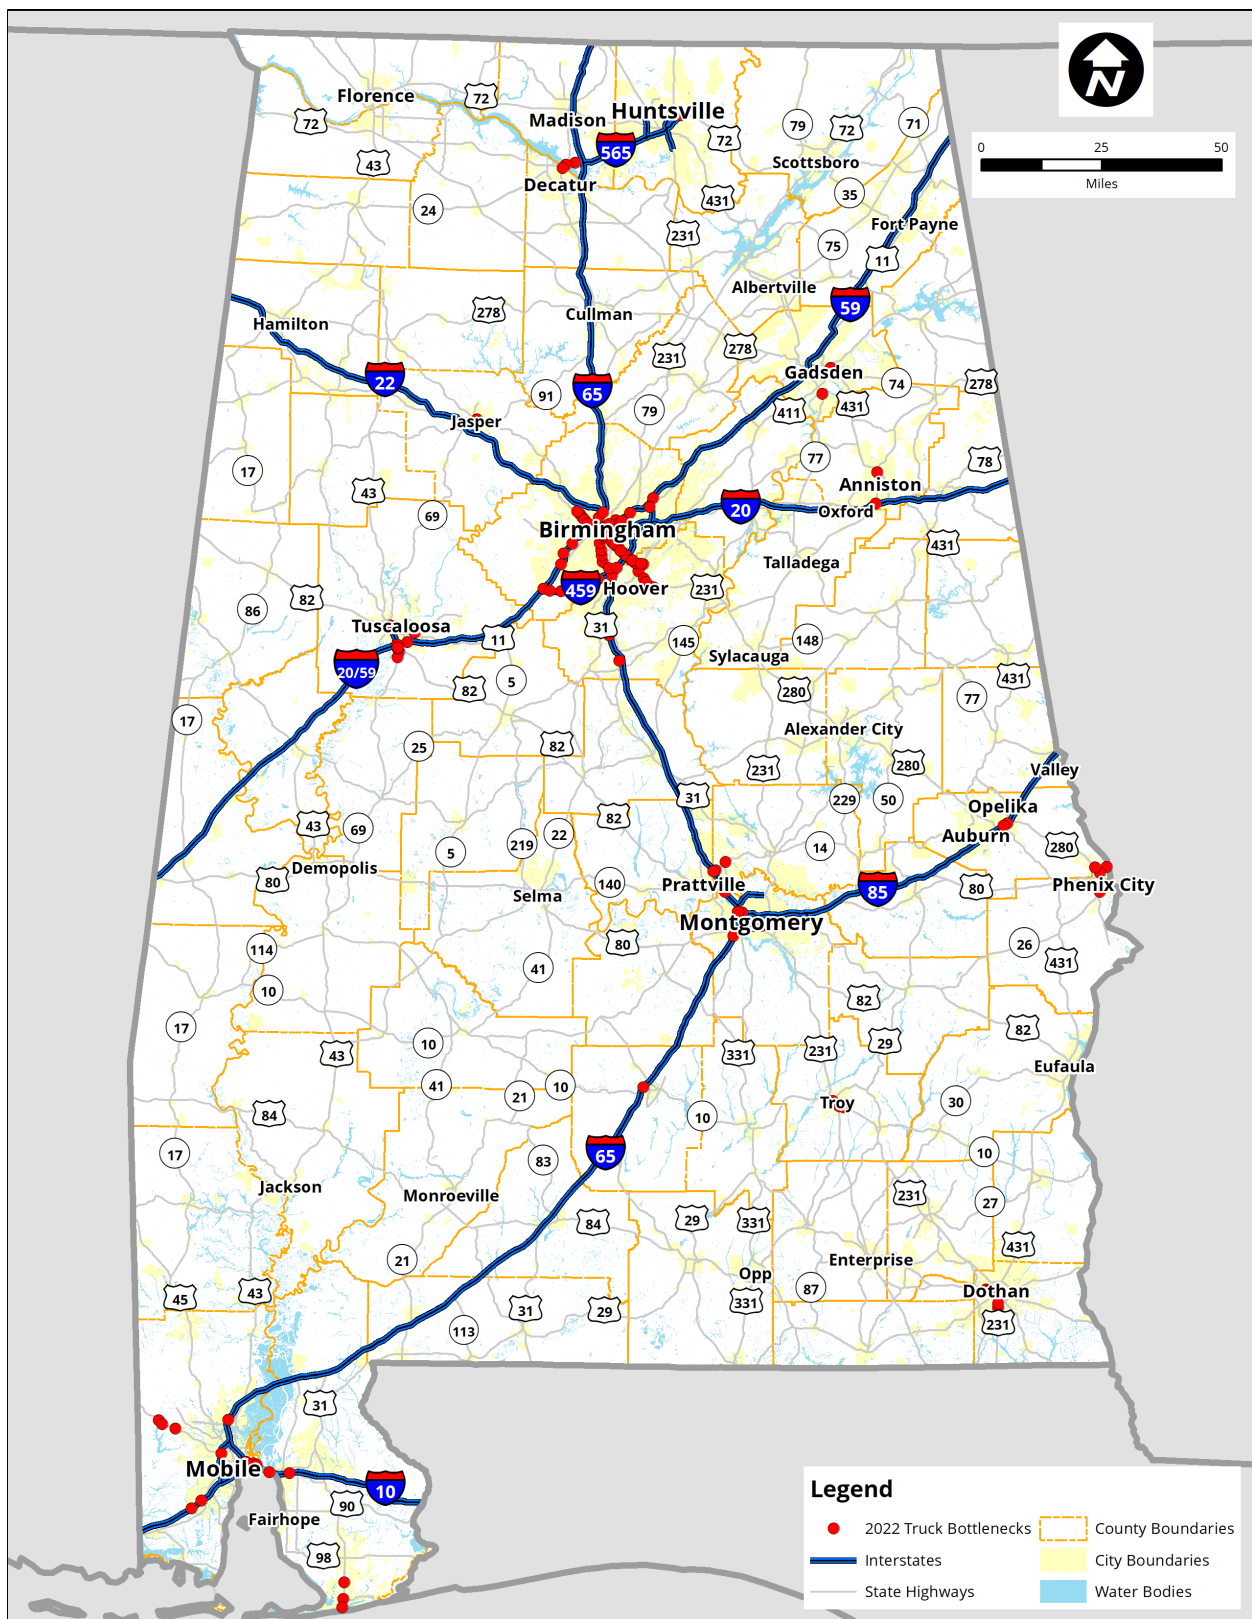 N
0 25 50
Miles
Florence
72
72
Madison
Huntsville
565
72
79
72
71
43
Decatur
Scottsboro
24
431
35
231
75
Fort Payne
11
Albertville
59
Hamilton
278
Cullman
231
278
22
65
Gadsden
74
278
91
79
411
431
Jasper
17
43
69
77
78
Anniston
20
Oxford
Birmingham
431
Talladega
459
Hoover
231
86
82
Tuscaloosa
11
31
145
148
Sylacauga
20/59
82
5
280
431
77
17
25
82
Alexander City
231
280
Valley
31
229
50
Opelika
Auburn
43
69
82
22
219
5
14
280
Demopolis
80
Selma
140
Prattville
85
80
Phenix City
Montgomery
114
80
26
431
41
10
82
17
10
43
331
231
29
82
Eufaula
41
21
10
84
10
Troy
30
17
83
65
10
Jackson
Monroeville
231
27
84
29
331
21
431
Enterprise
Opp
87
45
43
31
29
331
Dothan
231
113
31
Mobile
10
90
Fairhope
98
Legend
2022 Truck Bottlenecks
County Boundaries
Interstates
City Boundaries
State Highways
Water Bodies